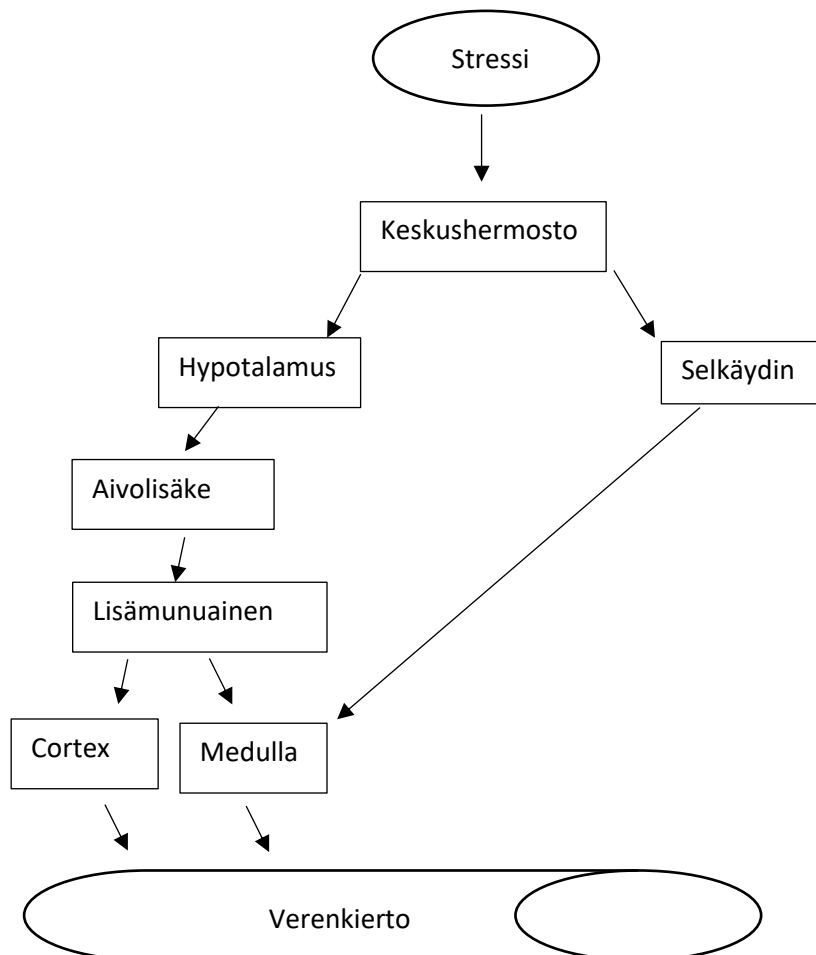 Stressi
Keskushermosto
Hypotalamus
Selkäydin
Aivolisäke
Lisämunuainen
Cortex
Medulla
Verenkierto